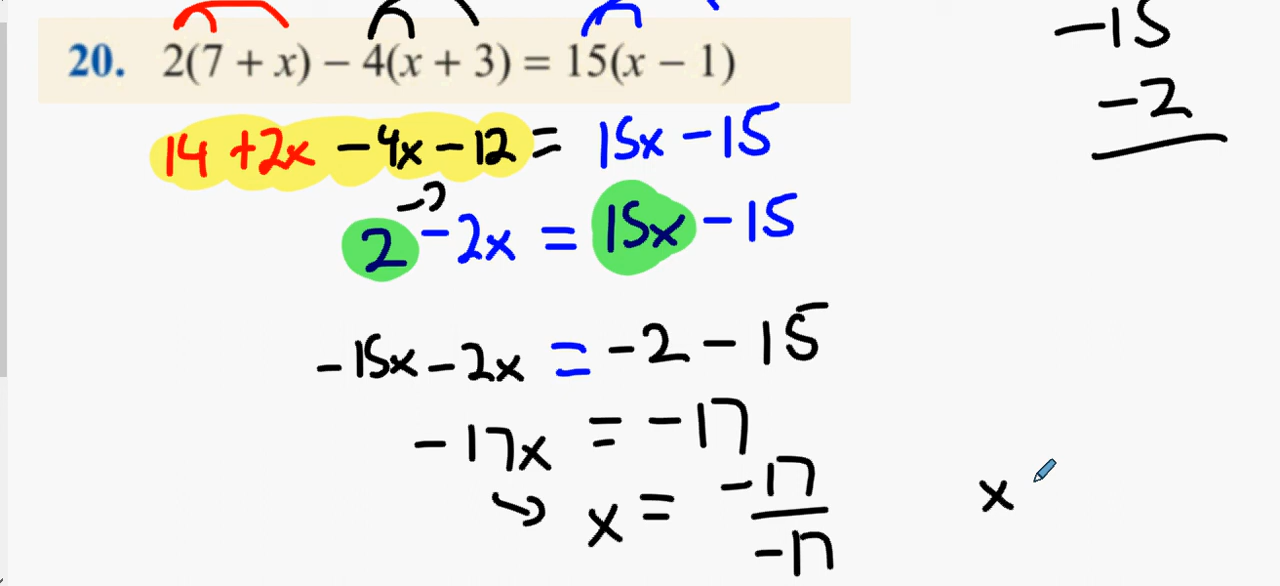 20. 2(7 + x) − 4(x + 3) = 15(x − 1)
14 +2x −4x −12 = 15x −15
2 −2x = 15x −15
−15x −2x = −2 − 15
−17x = −17
x = −17
−17
x
−15
−2